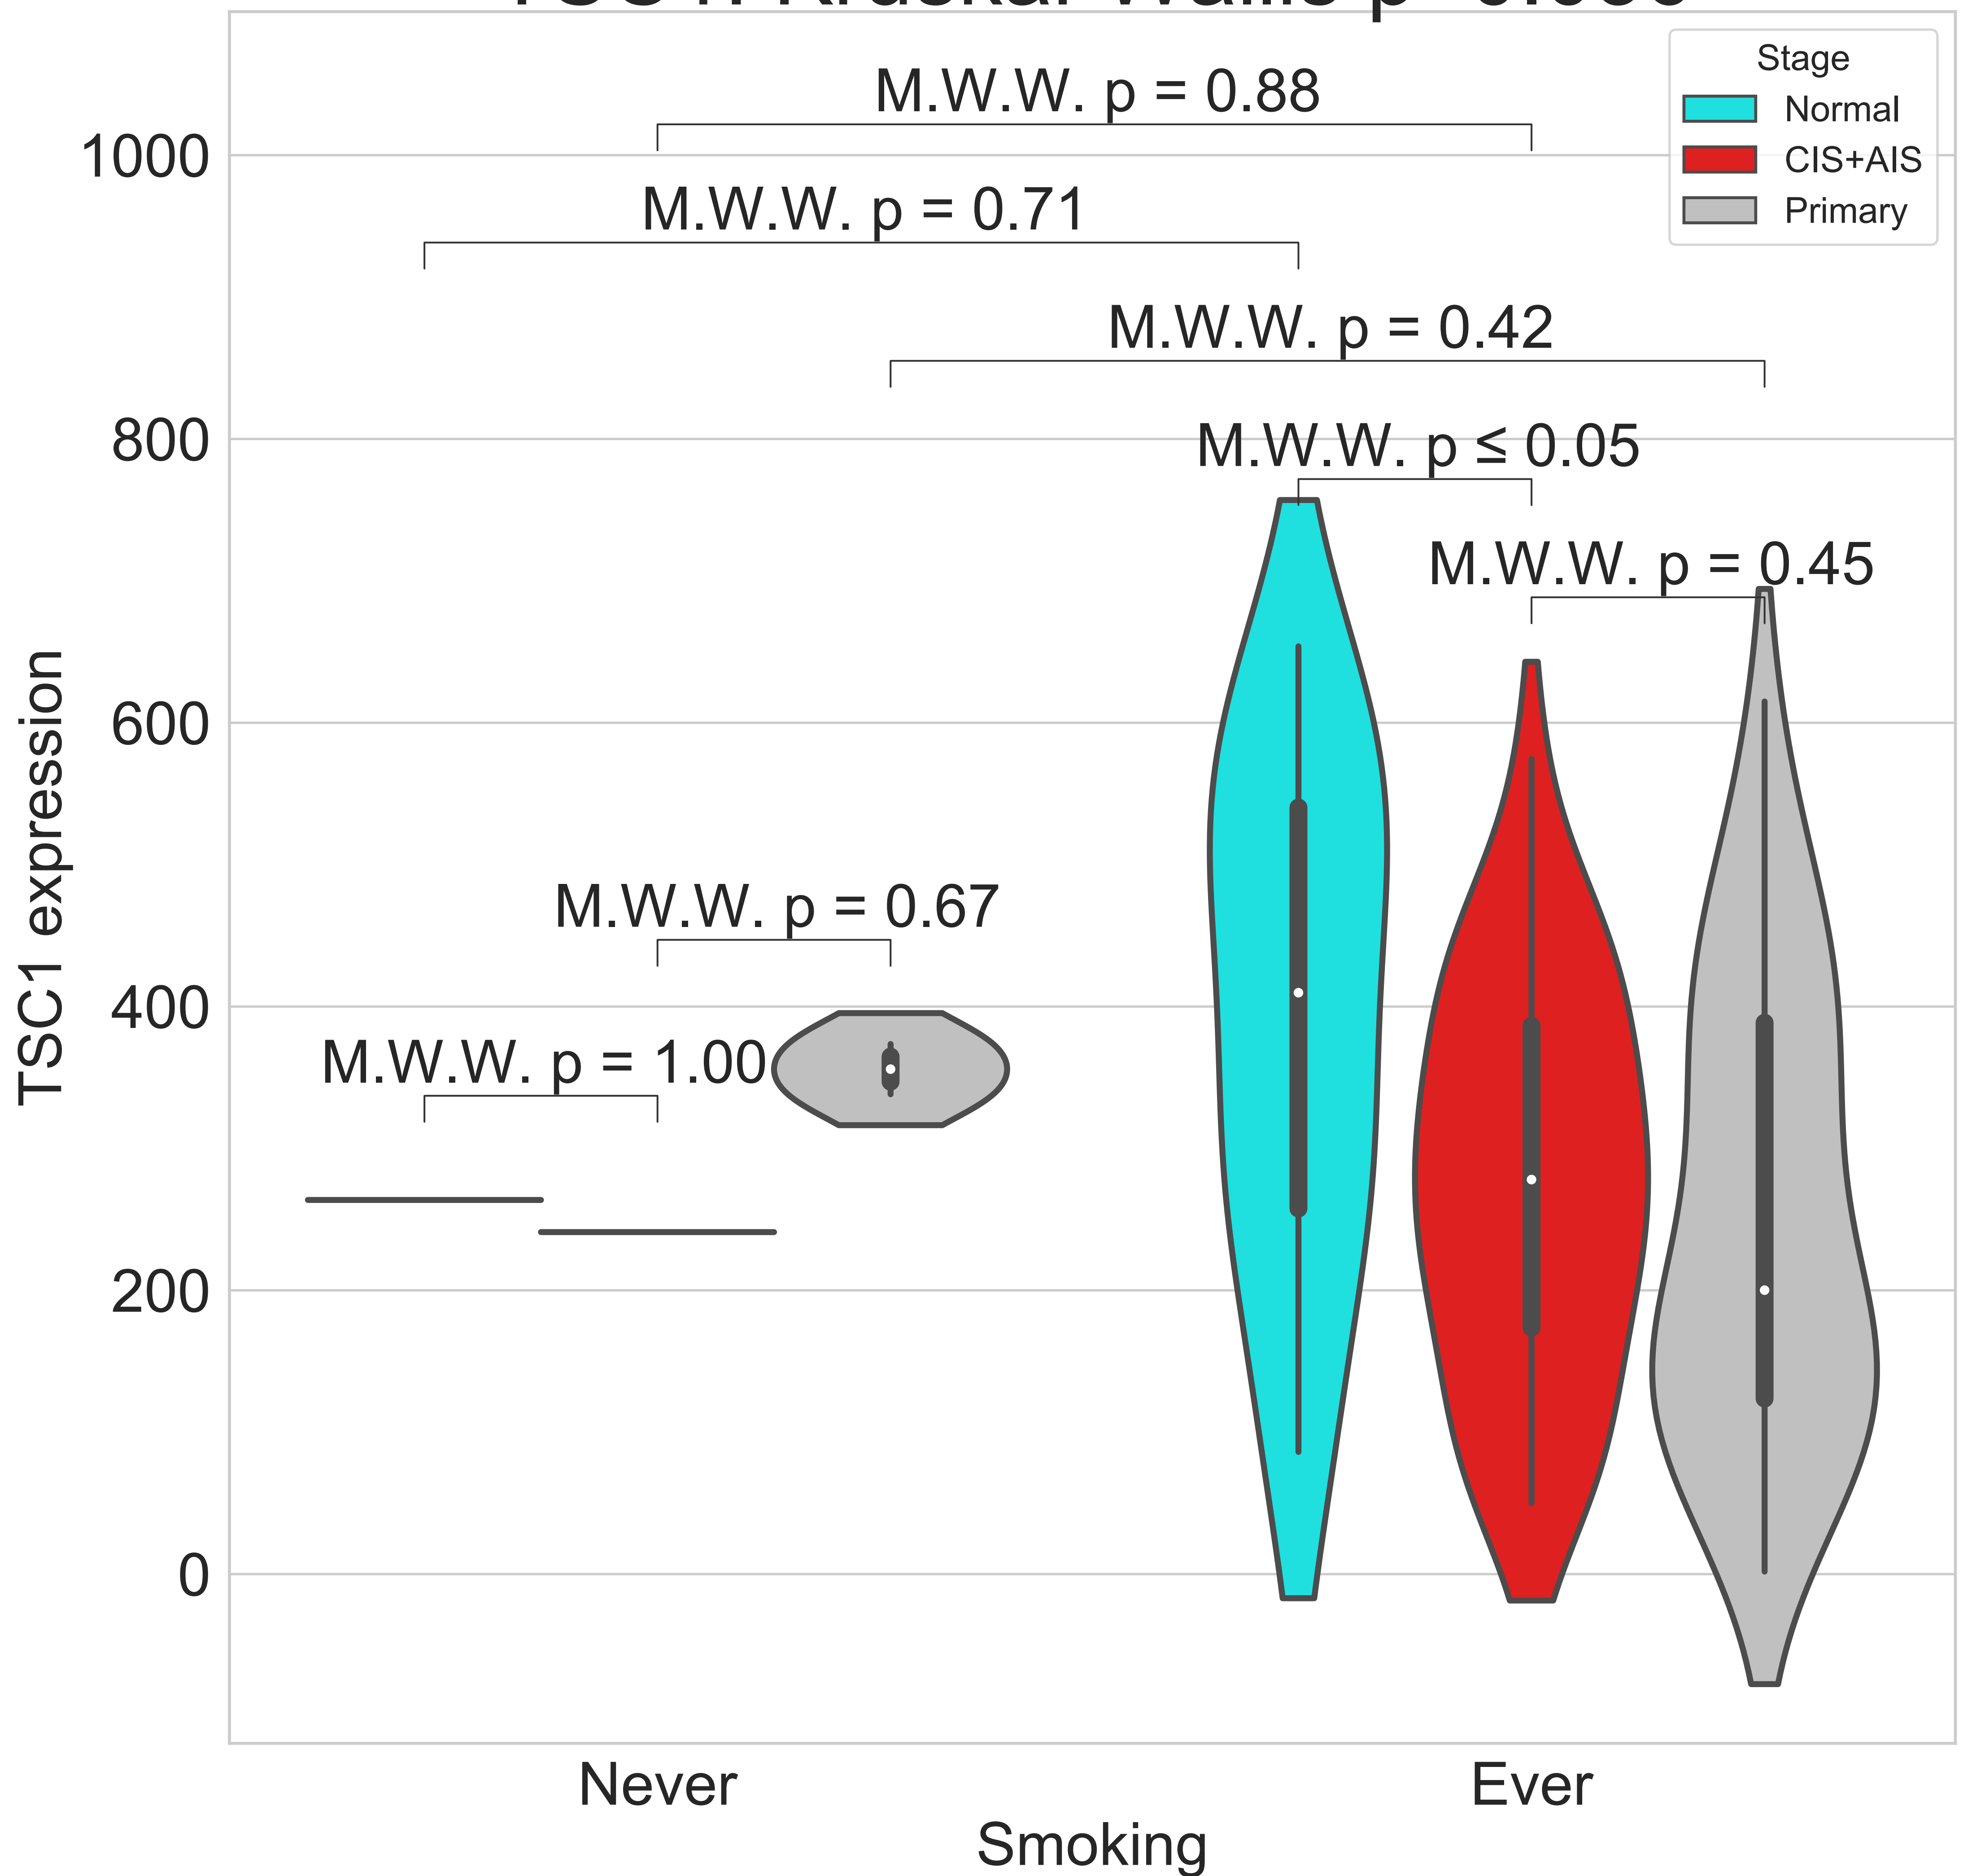 Stage
Normal
CIS+AIS
Primary
M.W.W. p = 0.88
M.W.W. p = 0.71
M.W.W. p = 0.42
M.W.W. p ≤ 0.05
M.W.W. p = 0.45
M.W.W. p = 0.67
M.W.W. p = 1.00
1000
800
600
400
200
0
TSC1 expression
Never
Ever
Smoking